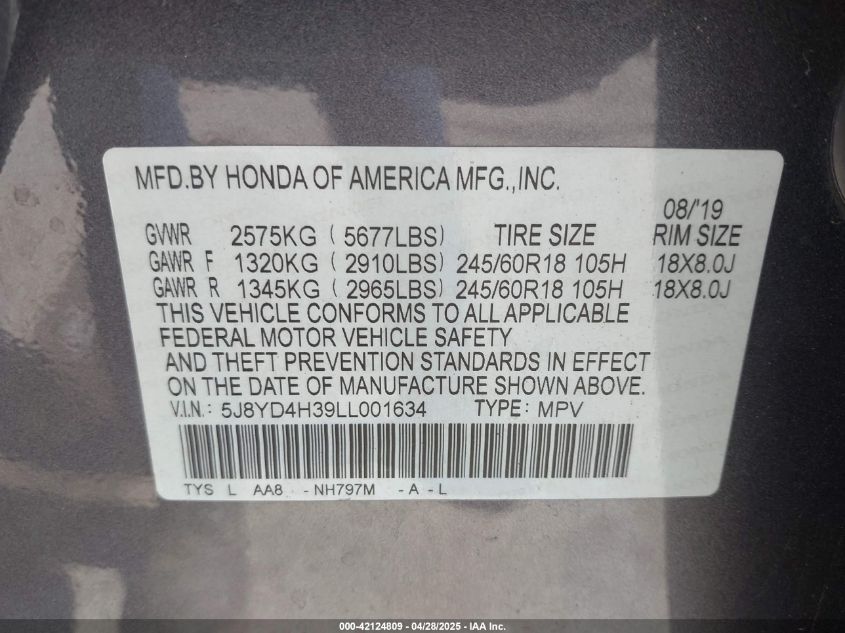 MFD.BY HONDA OF AMERICA MFG.,INC.
08/'19
GVWR 2575KG ( 5677LBS) TIRE SIZE RIM SIZE
GAWR F 1320KG ( 2910LBS) 245/60R18 105H 18X8.0J
GAWR R 1345KG ( 2965LBS) 245/60R18 105H 18X8.0J
THIS VEHICLE CONFORMS TO ALL APPLICABLE
FEDERAL MOTOR VEHICLE SAFETY
AND THEFT PREVENTION STANDARDS IN EFFECT
ON THE DATE OF MANUFACTURE SHOWN ABOVE.
V.I.N.: 5J8YD4H39LL001634 TYPE: MPV
TYS L AA8 - NH797M - A - L
000-42124809 | 04/28/2025 - IAA Inc.